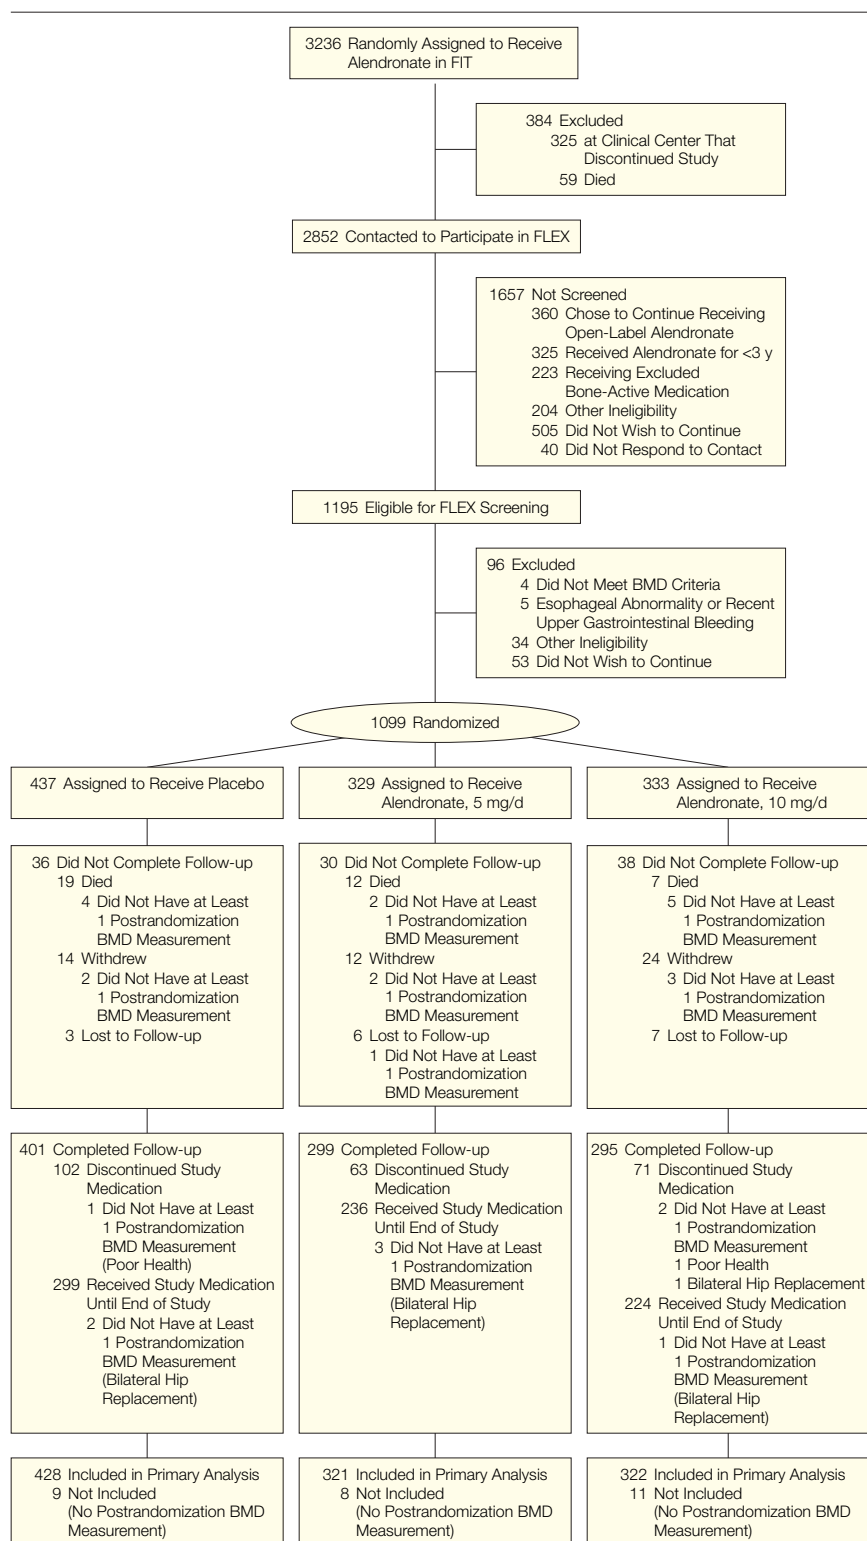 3236 Randomly Assigned to Receive
Alendronate in FIT
384 Excluded
325 at Clinical Center That
Discontinued Study
59 Died
2852 Contacted to Participate in FLEX
1657 Not Screened
360 Chose to Continue Receiving
Open-Label Alendronate
325 Received Alendronate for <3 y
223 Receiving Excluded
Bone-Active Medication
204 Other Ineligibility
505 Did Not Wish to Continue
40 Did Not Respond to Contact
1195 Eligible for FLEX Screening
96 Excluded
4 Did Not Meet BMD Criteria
5 Esophageal Abnormality or Recent
Upper Gastrointestinal Bleeding
34 Other Ineligibility
53 Did Not Wish to Continue
1099 Randomized
437 Assigned to Receive Placebo
329 Assigned to Receive
Alendronate, 5 mg/d
333 Assigned to Receive
Alendronate, 10 mg/d
36 Did Not Complete Follow-up
19 Died
4 Did Not Have at Least
1 Postrandomization
BMD Measurement
14 Withdrew
2 Did Not Have at Least
1 Postrandomization
BMD Measurement
3 Lost to Follow-up
30 Did Not Complete Follow-up
12 Died
2 Did Not Have at Least
1 Postrandomization
BMD Measurement
12 Withdrew
2 Did Not Have at Least
1 Postrandomization
BMD Measurement
6 Lost to Follow-up
1 Did Not Have at Least
1 Postrandomization
BMD Measurement
38 Did Not Complete Follow-up
7 Died
5 Did Not Have at Least
1 Postrandomization
BMD Measurement
24 Withdrew
3 Did Not Have at Least
1 Postrandomization
BMD Measurement
7 Lost to Follow-up
401 Completed Follow-up
102 Discontinued Study
Medication
1 Did Not Have at Least
1 Postrandomization
BMD Measurement
(Poor Health)
299 Received Study Medication
Until End of Study
2 Did Not Have at Least
1 Postrandomization
BMD Measurement
(Bilateral Hip
Replacement)
299 Completed Follow-up
63 Discontinued Study
Medication
236 Received Study Medication
Until End of Study
3 Did Not Have at Least
1 Postrandomization
BMD Measurement
(Bilateral Hip
Replacement)
295 Completed Follow-up
71 Discontinued Study
Medication
2 Did Not Have at Least
1 Postrandomization
BMD Measurement
1 Poor Health
1 Bilateral Hip Replacement
224 Received Study Medication
Until End of Study
1 Did Not Have at Least
1 Postrandomization
BMD Measurement
(Bilateral Hip
Replacement)
428 Included in Primary Analysis
9 Not Included
(No Postrandomization BMD
Measurement)
321 Included in Primary Analysis
8 Not Included
(No Postrandomization BMD
Measurement)
322 Included in Primary Analysis
11 Not Included
(No Postrandomization BMD
Measurement)